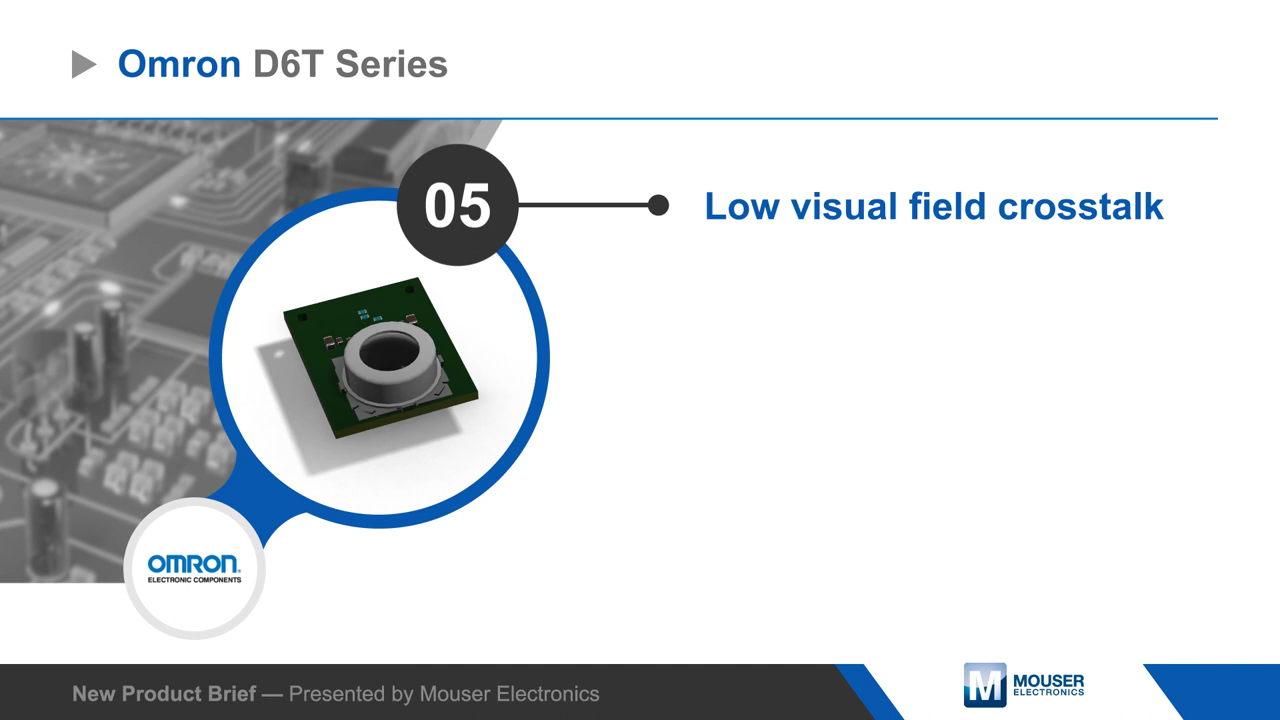 Omron D6T Series
05
Low visual field crosstalk
OMRON
ELECTRONIC COMPONENTS
New Product Brief — Presented by Mouser Electronics
M
MOUSER
ELECTRONICS